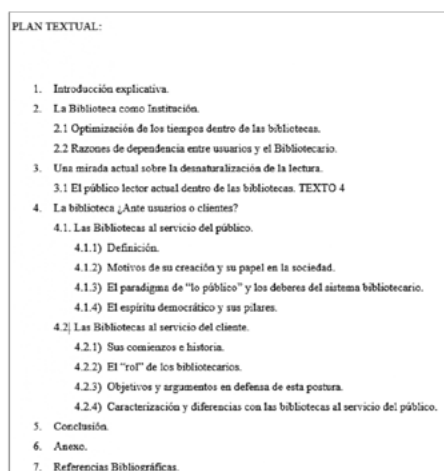 PLAN TEXTUAL:
1. Introducción explicativa.
2. La Biblioteca como Institución.
2.1 Optimización de los tiempos dentro de las bibliotecas.
2.2 Razones de dependencia entre usuarios y el Bibliotecario.
3. Una mirada actual sobre la desnaturalización de la lectura.
3.1 El público lector actual dentro de las bibliotecas. TEXTO 4
4. La biblioteca ¿Ante usuarios o clientes?
4.1. Las Bibliotecas al servicio del público.
4.1.1) Definición.
4.1.2) Motivos de su creación y su papel en la sociedad.
4.1.3) El paradigma de "lo público" y los deberes del sistema bibliotecario.
4.1.4) El espíritu democrático y sus pilares.
4.2 Las Bibliotecas al servicio del cliente.
4.2.1) Sus comienzos e historia.
4.2.2) El "rol" de los bibliotecarios.
4.2.3) Objetivos y argumentos en defensa de esta postura.
4.2.4) Caracterización y diferencias con las bibliotecas al servicio del público.
5. Conclusión.
6. Anexo.
7. Referencias Bibliográficas.